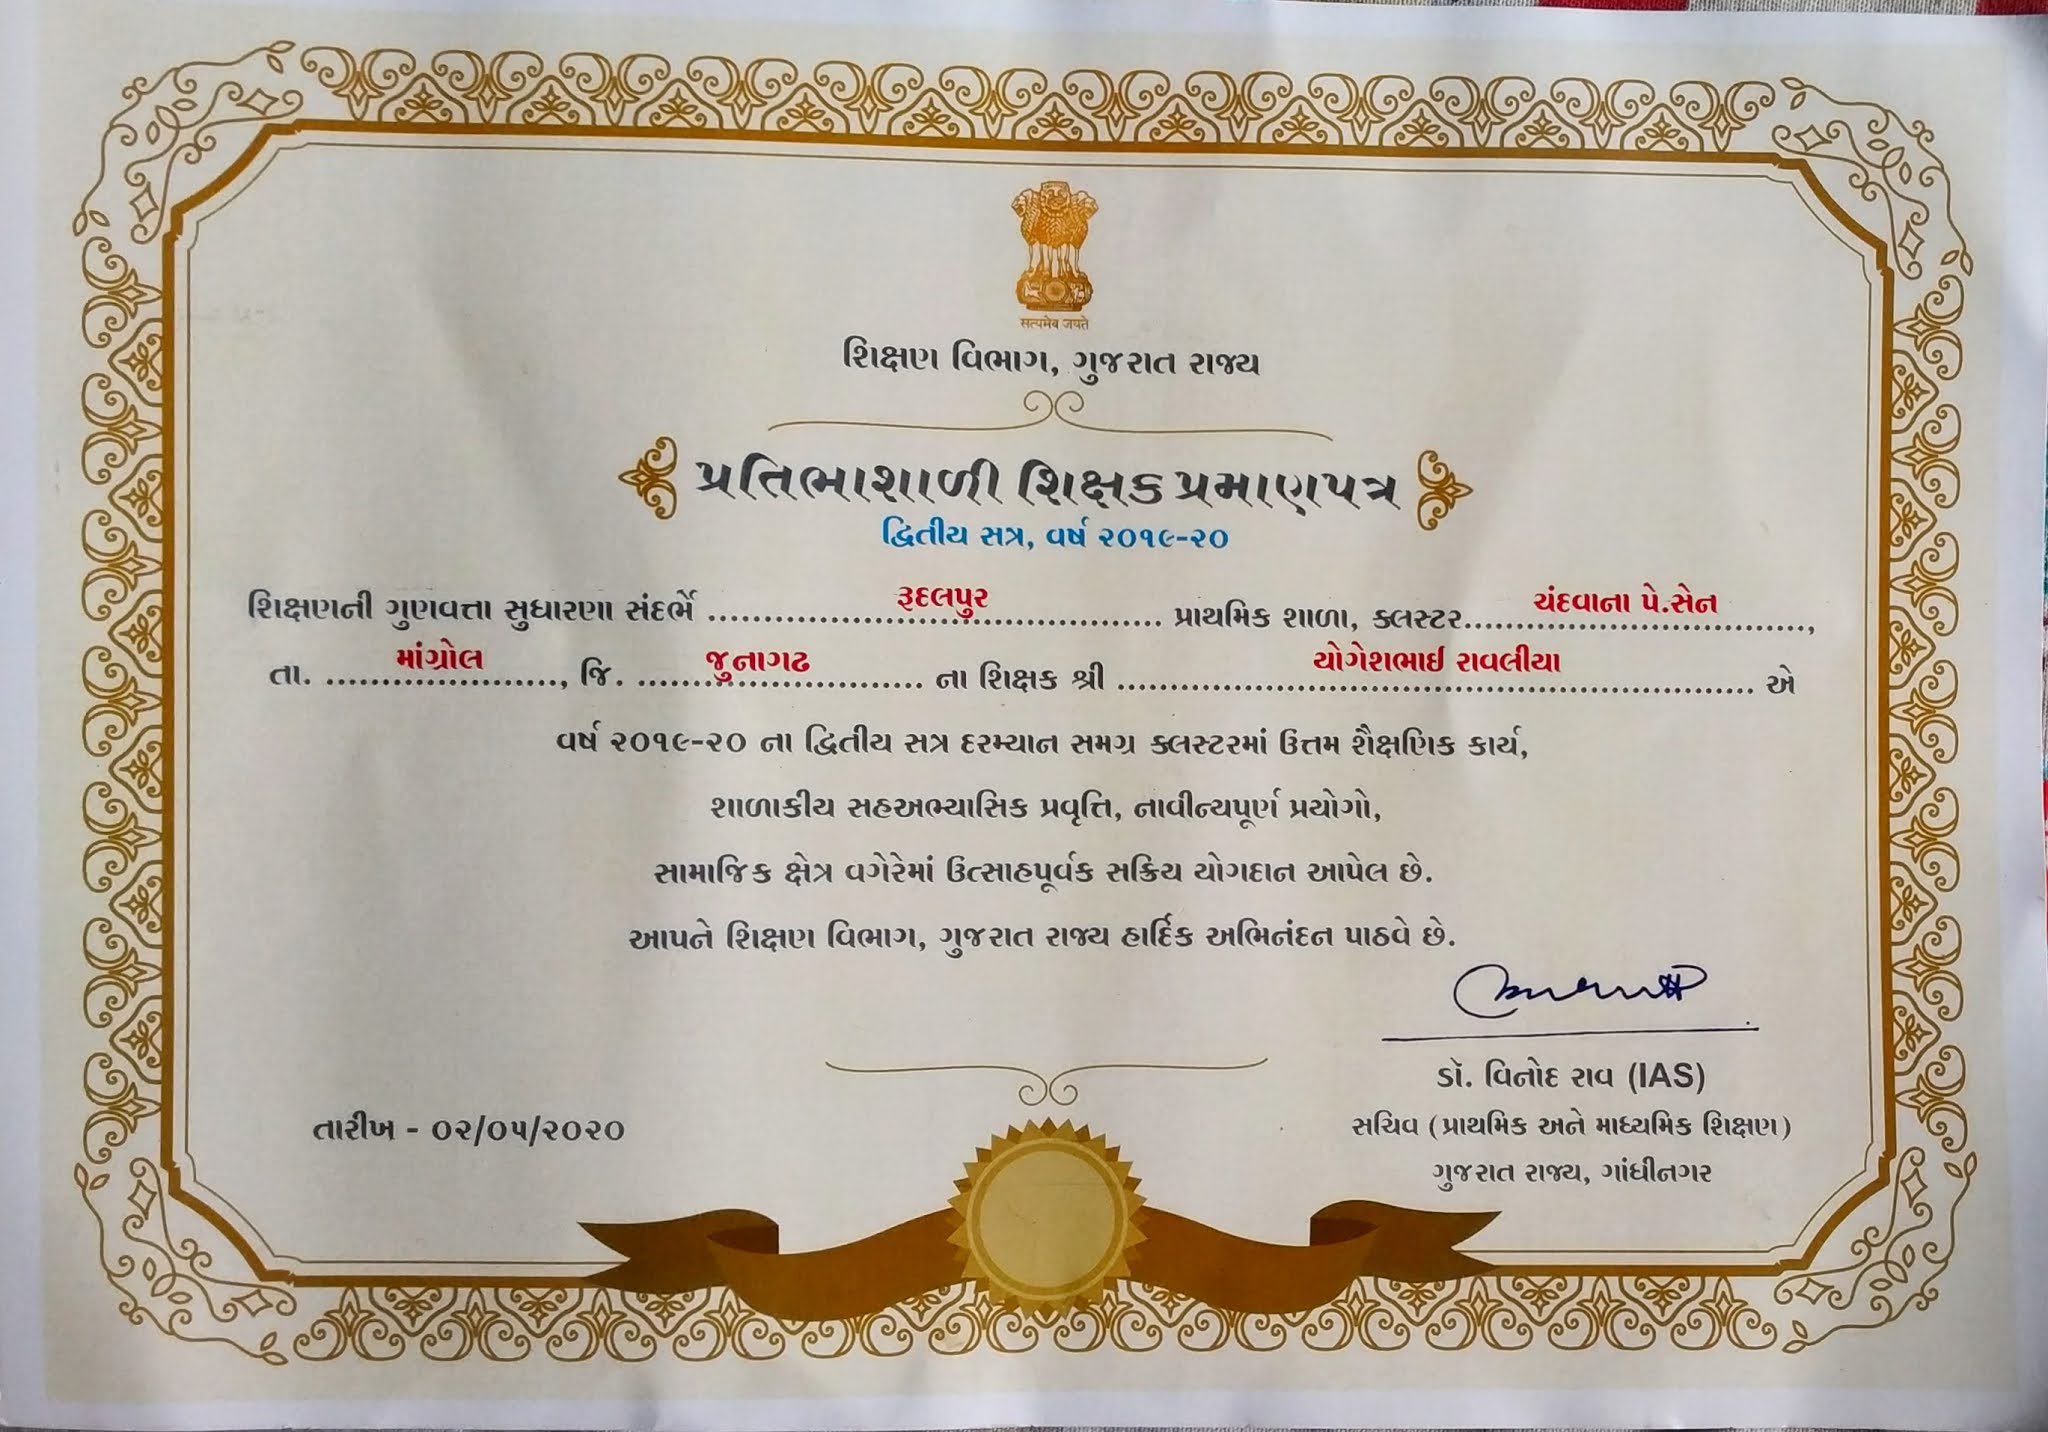 सत्यमेव जयते
શિક્ષણ વિભાગ, ગુજરાત રાજ્ય
પ્રતિભાશાળી શિક્ષક પ્રમાણપત્ર
દ્વિતીય સત્ર, વર્ષ ૨૦૧૯-૨૦
શિક્ષણની ગુણવત્તા સુધારણા સંદર્ભે રૂદલપુર પ્રાથમિક શાળા, ક્લસ્ટર ચંદવાના પે.સેન,
તા. માંગ્રોલ, જિ. જુનાગઢ ના શિક્ષક શ્રી યોગેશભાઈ રાવલીયા એ
વર્ષ ૨૦૧૯-૨૦ ના દ્વિતીય સત્ર દરમ્યાન સમગ્ર ક્લસ્ટરમાં ઉત્તમ શૈક્ષણિક કાર્ય,
શાળાકીય સહઅભ્યાસિક પ્રવૃત્તિ, નાવીન્યપૂર્ણ પ્રયોગો,
સામાજિક ક્ષેત્ર વગેરેમાં ઉત્સાહપૂર્વક સક્રિય યોગદાન આપેલ છે.
આપને શિક્ષણ વિભાગ, ગુજરાત રાજ્ય હાર્દિક અભિનંદન પાઠવે છે.
ડૉ. વિનોદ રાવ (IAS)
સચિવ (પ્રાથમિક અને માધ્યમિક શિક્ષણ)
ગુજરાત રાજ્ય, ગાંધીનગર
તારીખ - ૦૨/૦૫/૨૦૨૦